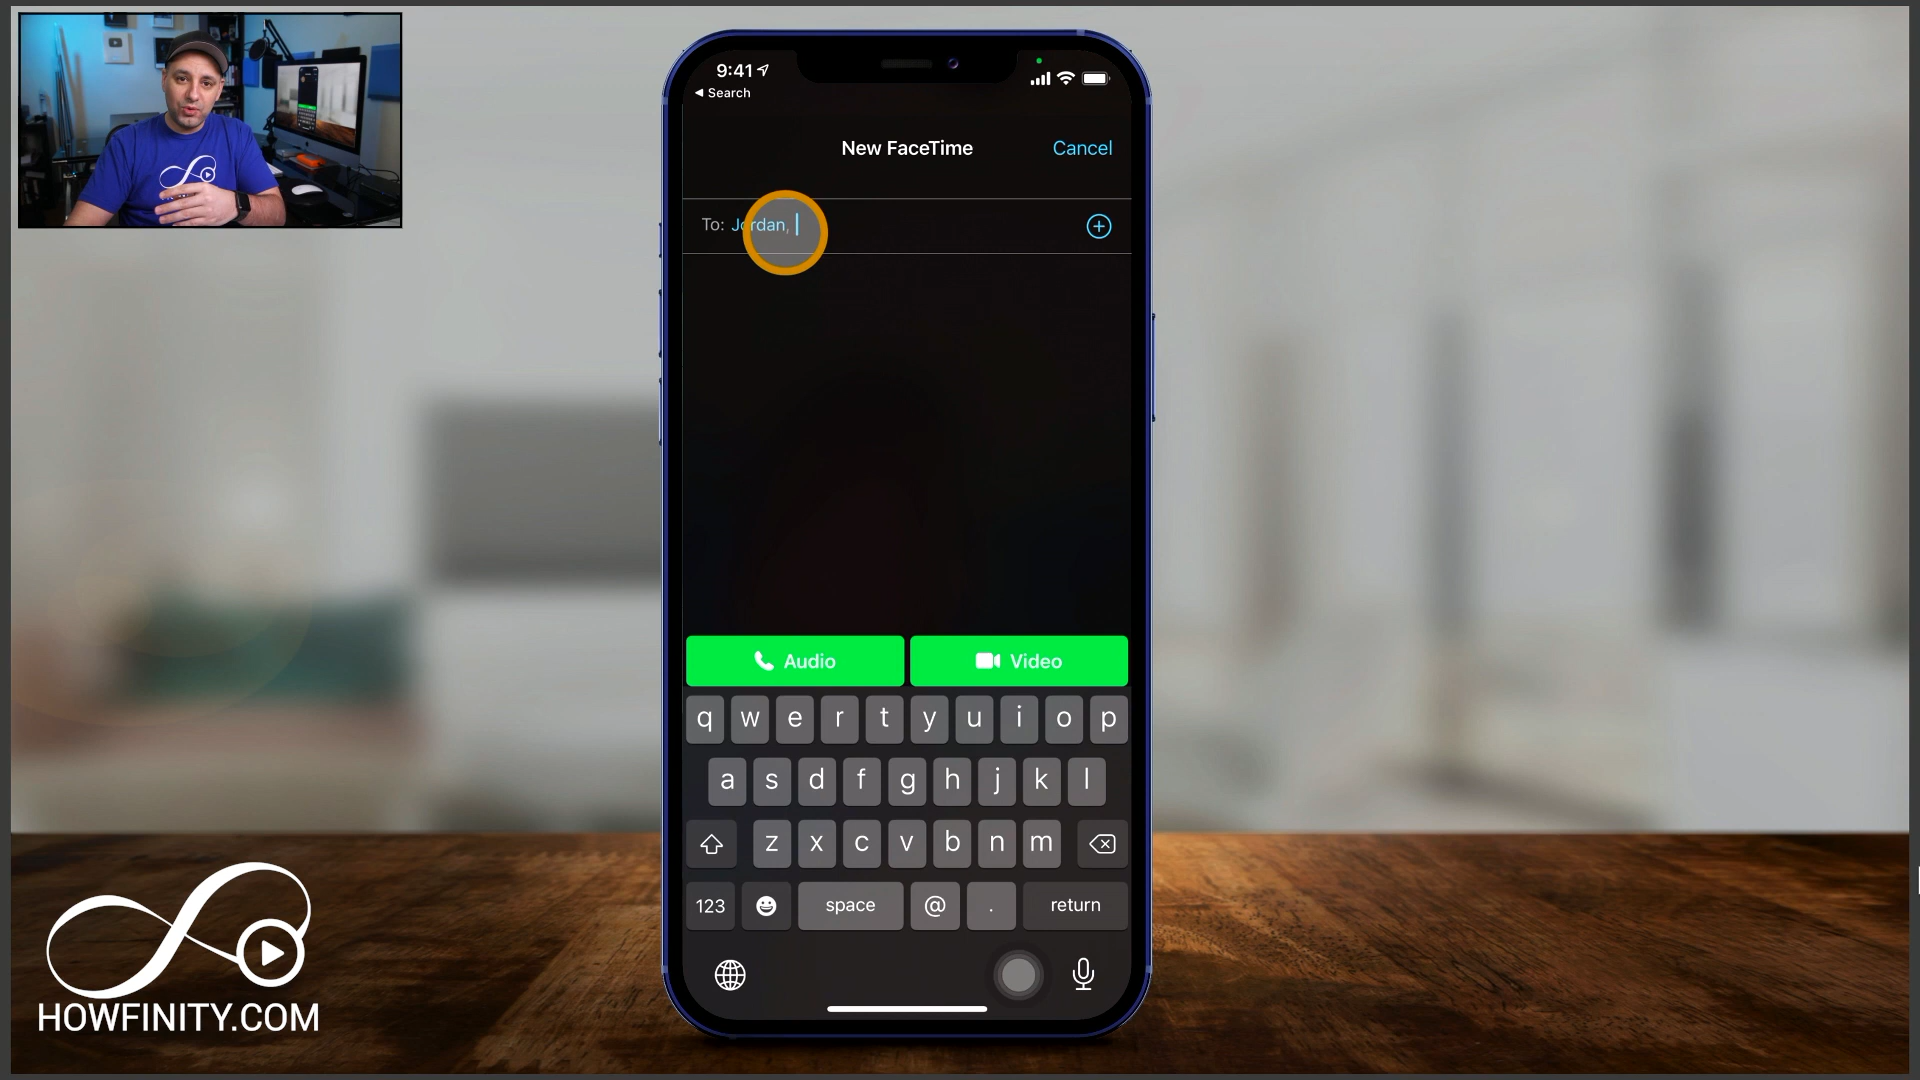 9:41
Search
New FaceTime
Cancel
To: Jordan,
Audio
Video
q w e r t y u i o p
a s d f g h j k l
z x c v b n m
123
space
@
.
return
HOWFINITY.COM